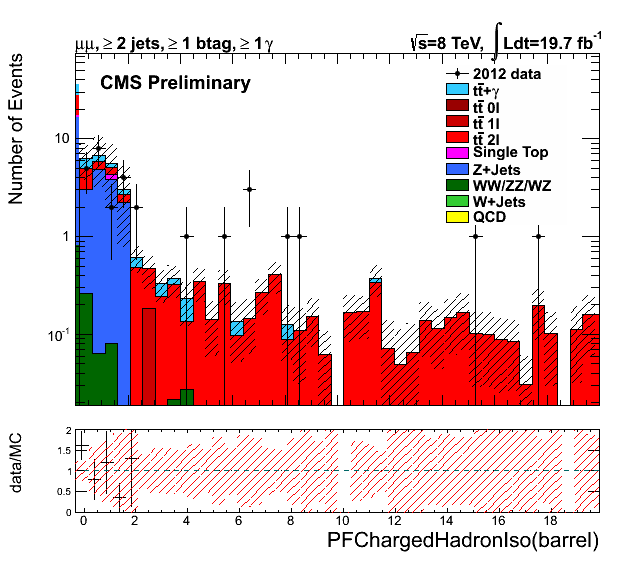 μμ, ≥ 2 jets, ≥ 1 btag, ≥ 1 γ
√s=8 TeV, ∫Ldt=19.7 fb⁻¹
CMS Preliminary
2012 data
tt̄+γ
tt̄ 0l
tt̄ 1l
tt̄ 2l
Single Top
Z+Jets
WW/ZZ/WZ
W+Jets
QCD
Number of Events
10
1
10⁻¹
data/MC
2
1.5
1
0.5
0
0 2 4 6 8 10 12 14 16 18
PFChargedHadronIso(barrel)